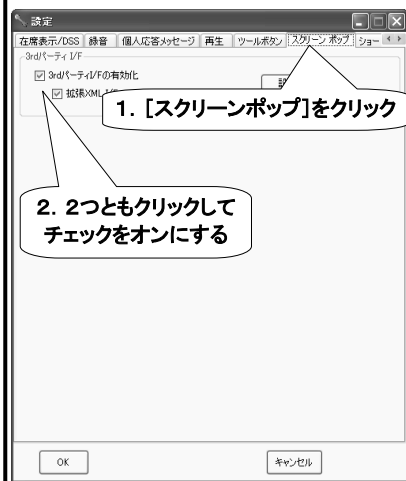 設定
在席表示/DSS 録音 個人応答メッセージ 再生 ツールボタン スクリーン ポップ ショー
3rdパーティ I/F
3rdパーティI/Fの有効化
拡張XML
1．［スクリーンポップ］をクリック
2．2つともクリックして
チェックをオンにする
OK キャンセル